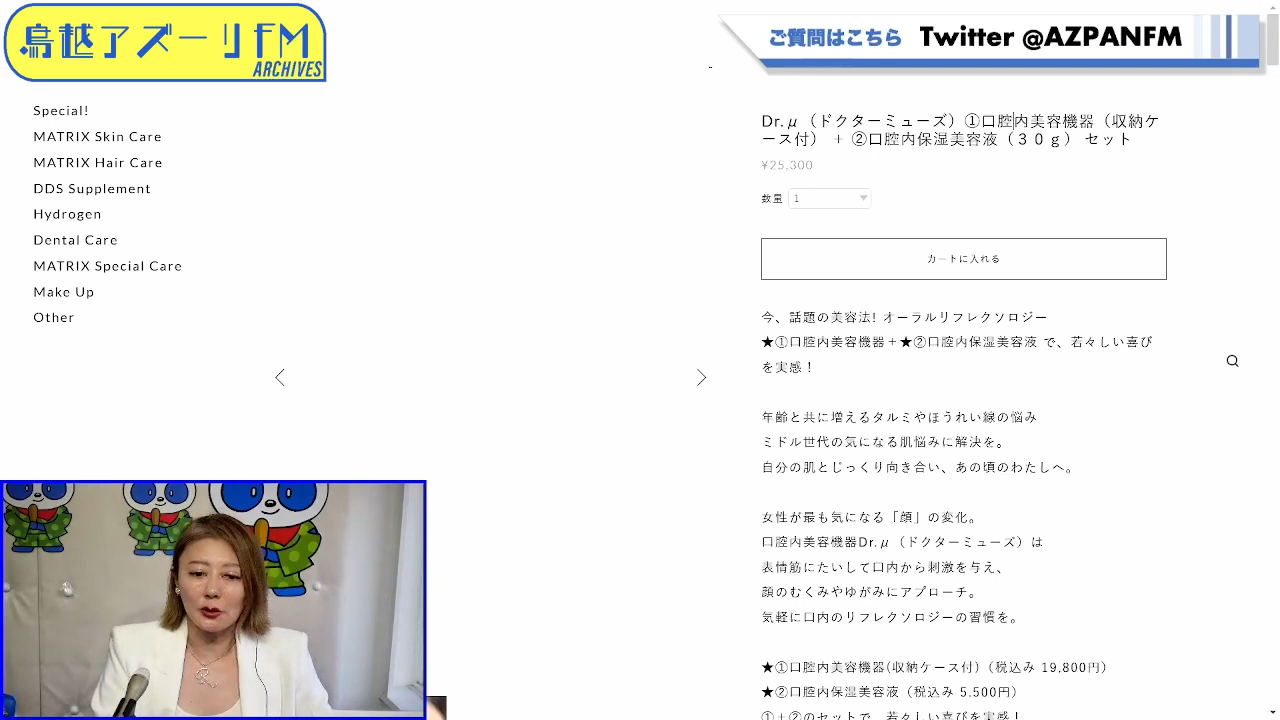 鳥越アズーリFM
ARCHIVES
ご質問はこちら Twitter @AZPANFM
Special!
MATRIX Skin Care
MATRIX Hair Care
DDS Supplement
Hydrogen
Dental Care
MATRIX Special Care
Make Up
Other
Dr.μ（ドクターミューズ）①口腔内美容機器（収納ケ
ース付） ＋ ②口腔内保湿美容液（３０ｇ） セット
¥25,300
数量 1
カートに入れる
今、話題の美容法! オーラルリフレクソロジー
★①口腔内美容機器＋★②口腔内保湿美容液 で、若々しい喜び
を実感！
年齢と共に増えるタルミやほうれい線の悩み
ミドル世代の気になる肌悩みに解決を。
自分の肌とじっくり向き合い、あの頃のわたしへ。
女性が最も気になる「顔」の変化。
口腔内美容機器Dr.μ（ドクターミューズ）は
表情筋にたいして口内から刺激を与え、
顔のむくみやゆがみにアプローチ。
気軽に口内のリフレクソロジーの習慣を。
★①口腔内美容機器(収納ケース付)（税込み 19,800円）
★②口腔内保湿美容液（税込み 5.500円）
①＋②のセットで、若々しい喜びを実感！